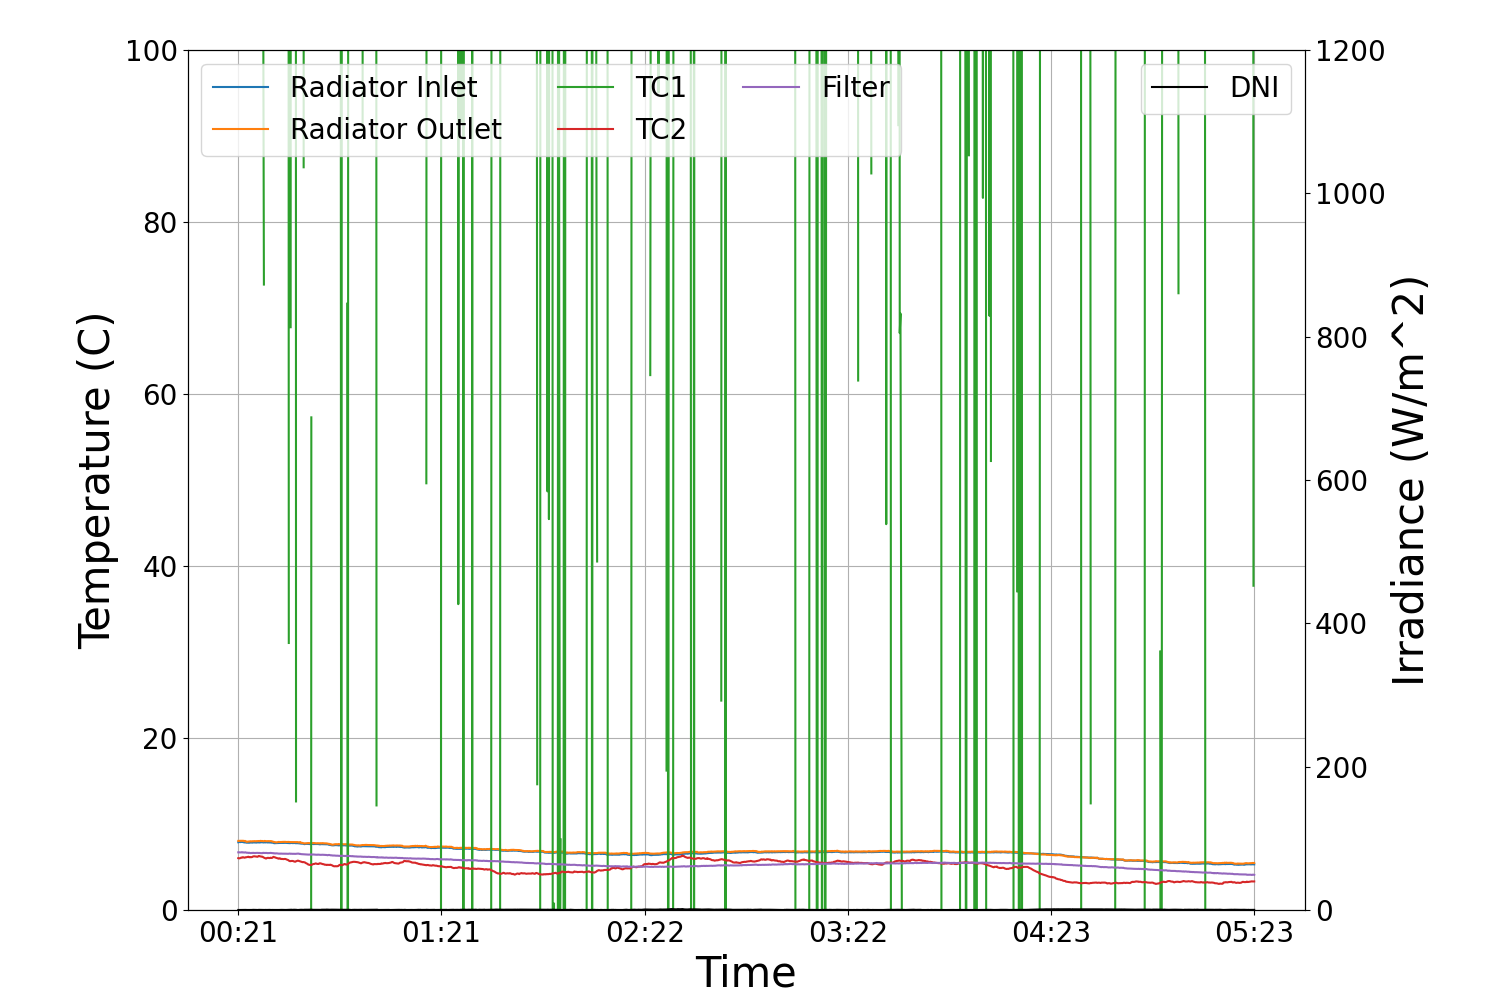 100
80
60
40
20
0
Temperature (C)
Radiator Inlet
Radiator Outlet
TC1
TC2
Filter
DNI
1200
1000
800
600
400
200
0
Irradiance (W/m^2)
00:21 01:21 02:22 03:22 04:23 05:23
Time